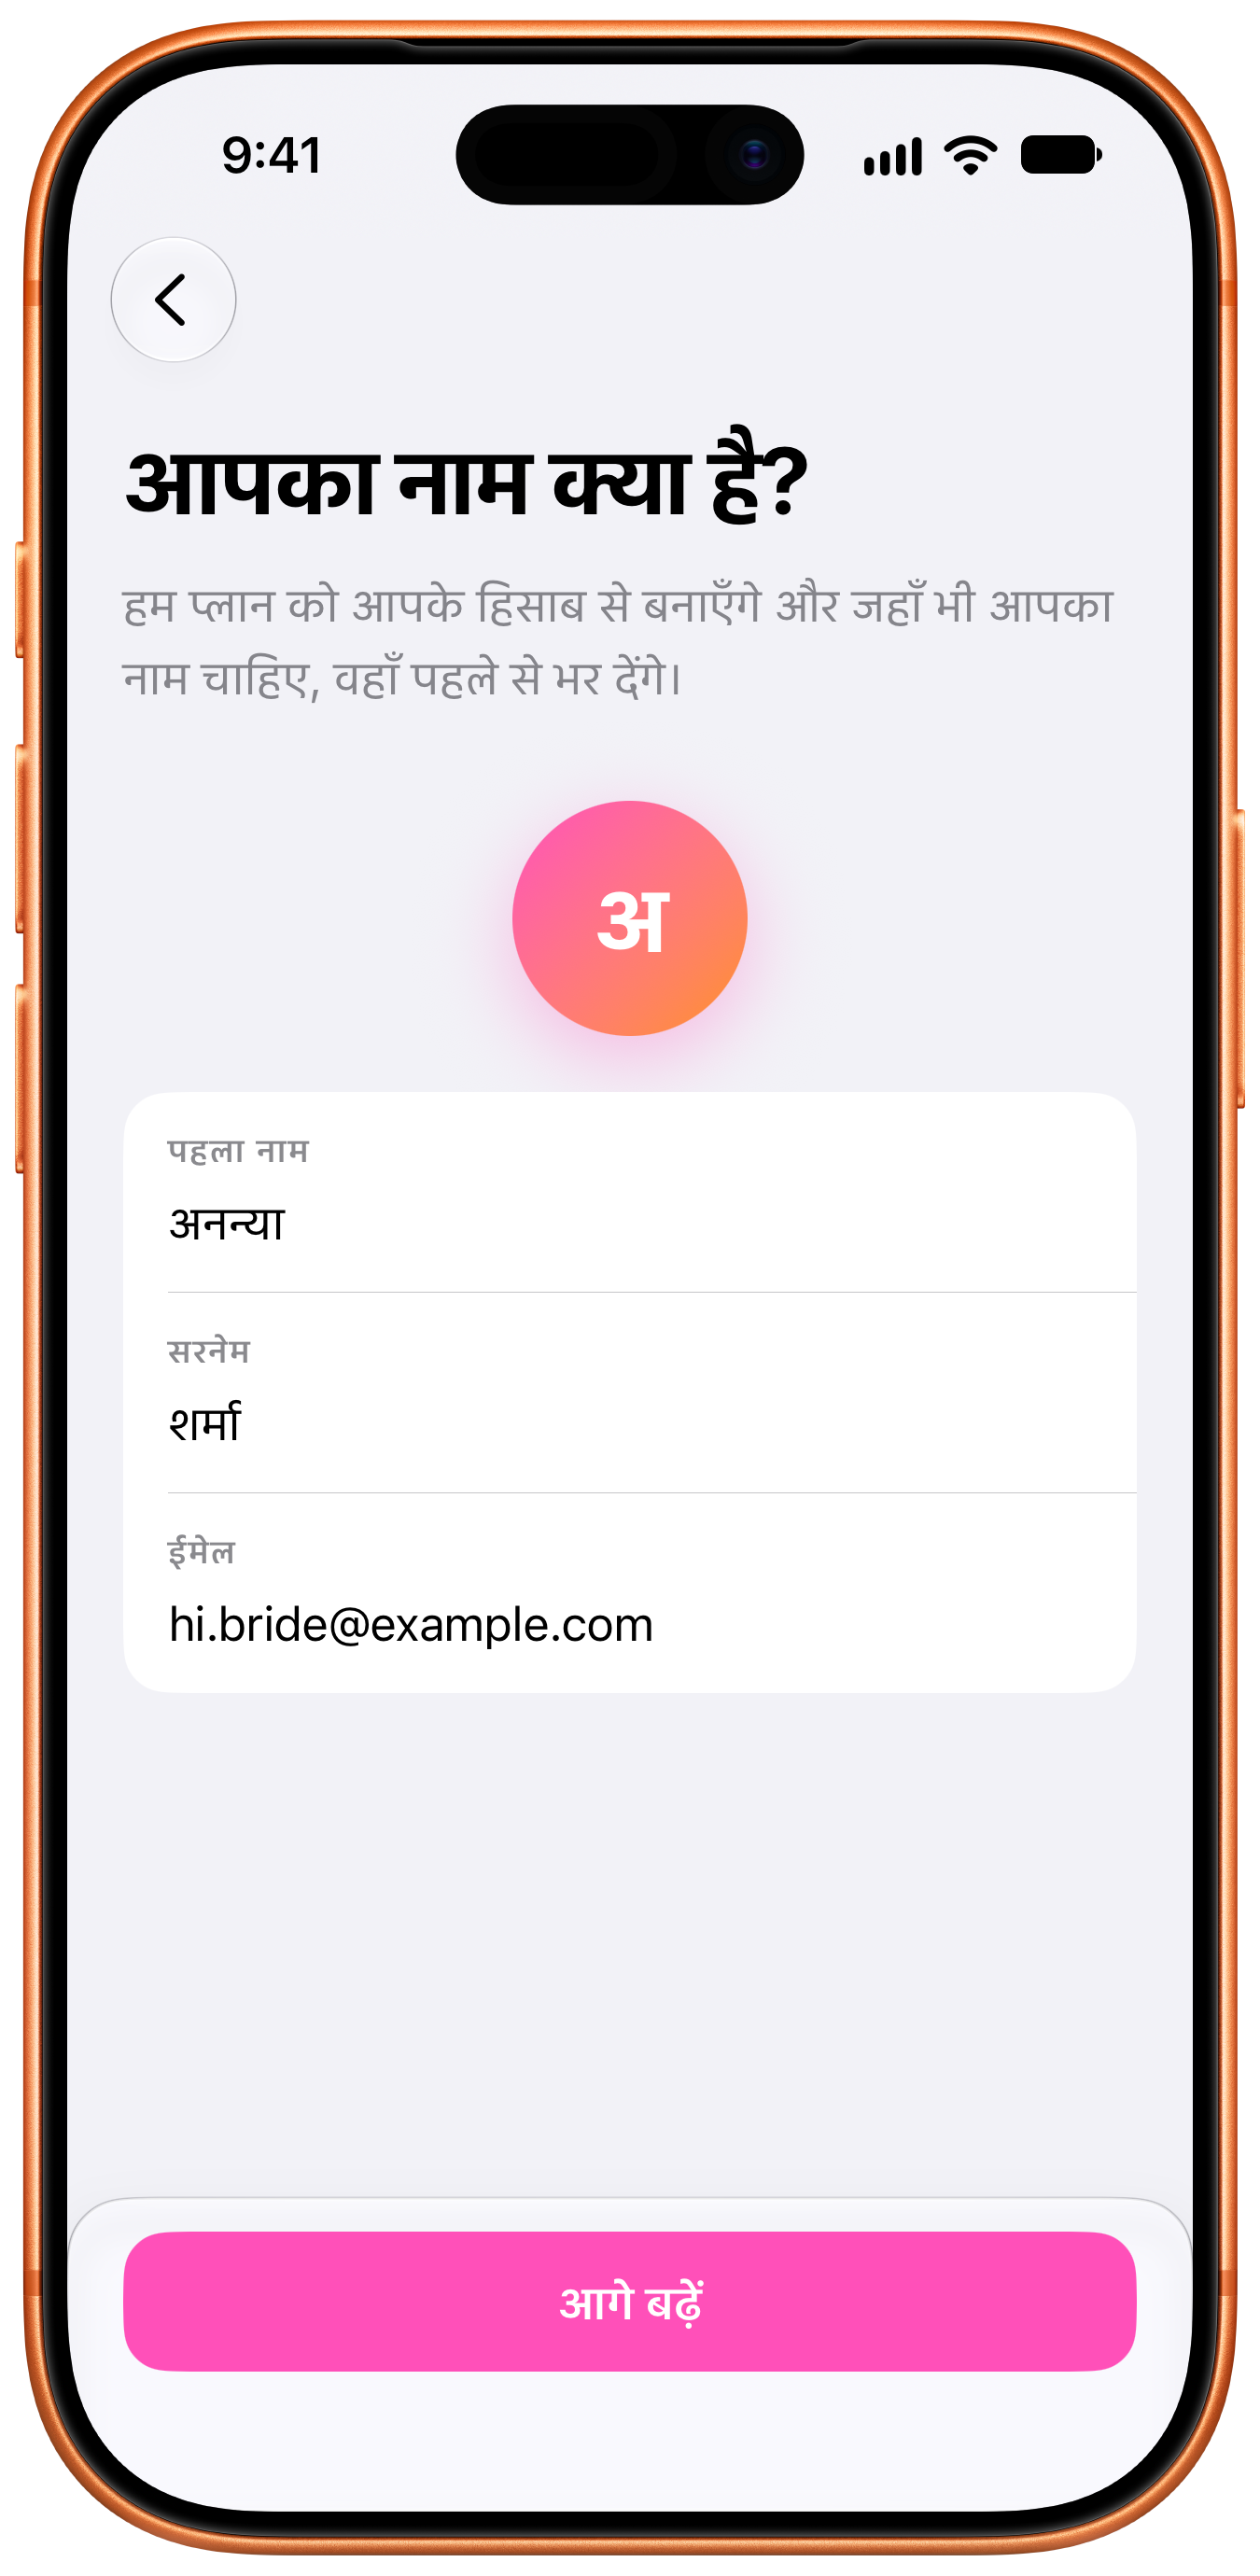 9:41
आपका नाम क्या है?
हम प्लान को आपके हिसाब से बनाएँगे और जहाँ भी आपका
नाम चाहिए, वहाँ पहले से भर देंगे।
अ
पहला नाम
अनन्या
सरनेम
शर्मा
ईमेल
hi.bride@example.com
आगे बढ़ें